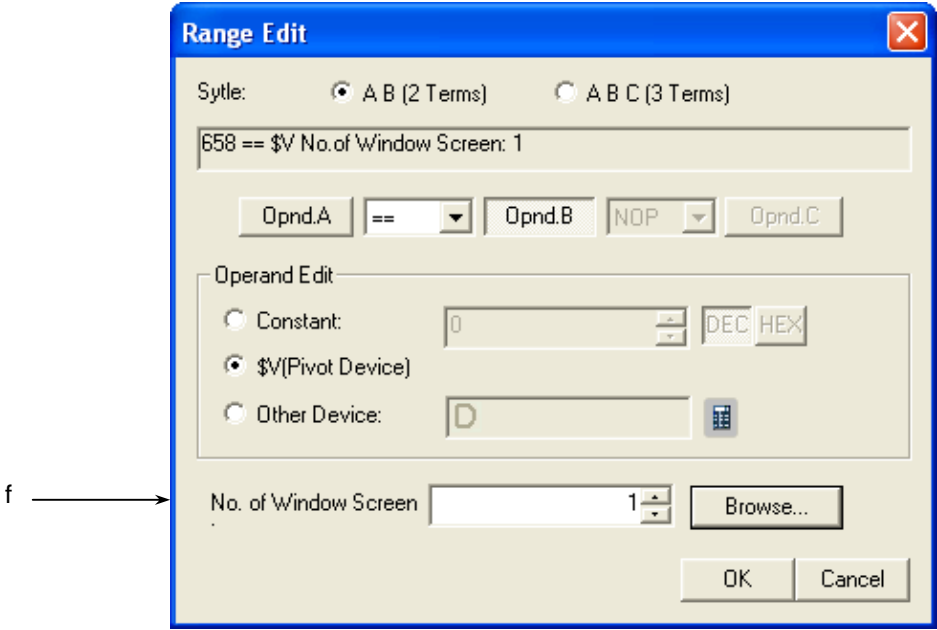 Range Edit
Sytle: A B (2 Terms) A B C (3 Terms)
658 == $V No.of Window Screen: 1
Opnd.A == Opnd.B NOP Opnd.C
Operand Edit
Constant: 0 DEC HEX
$V(Pivot Device)
Other Device: D
f No. of Window Screen 1 Browse...
OK Cancel